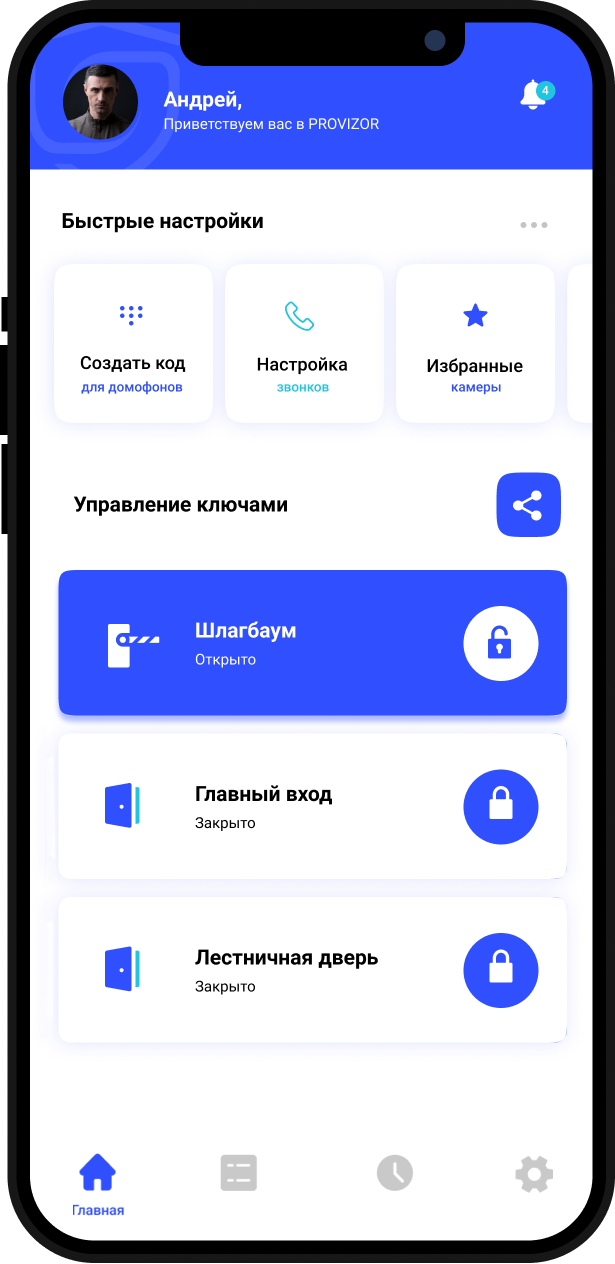 Андрей,
4
Приветствуем вас в PROVIZOR
Быстрые настройки
Создать код
для домофонов
Настройка
звонков
Избранные
камеры
Управление ключами
Шлагбаум
Открыто
Главный вход
Закрыто
Лестничная дверь
Закрыто
Главная